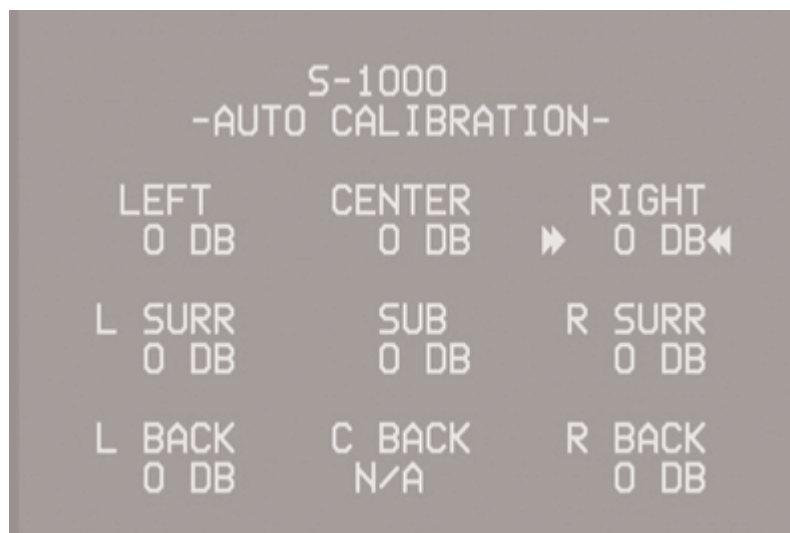 S-1000
-AUTO CALIBRATION-
LEFT CENTER RIGHT
0 DB 0 DB 0 DB
L SURR SUB R SURR
0 DB 0 DB 0 DB
L BACK C BACK R BACK
0 DB N/A 0 DB